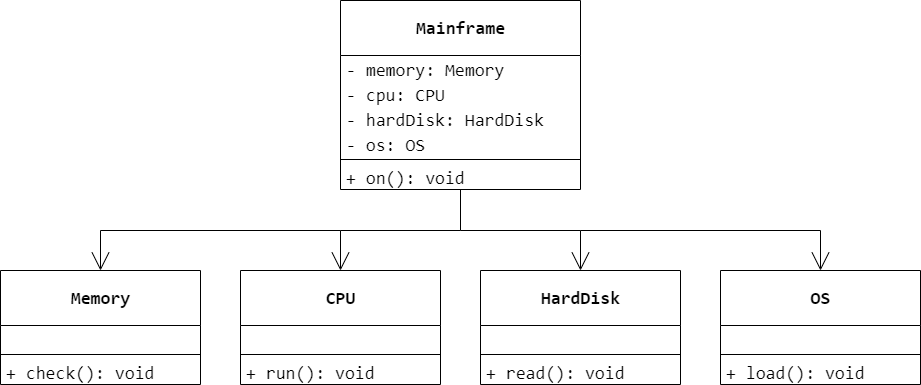 Mainframe
- memory: Memory
- cpu: CPU
- hardDisk: HardDisk
- os: OS
+ on(): void
Memory
+ check(): void
CPU
+ run(): void
HardDisk
+ read(): void
OS
+ load(): void